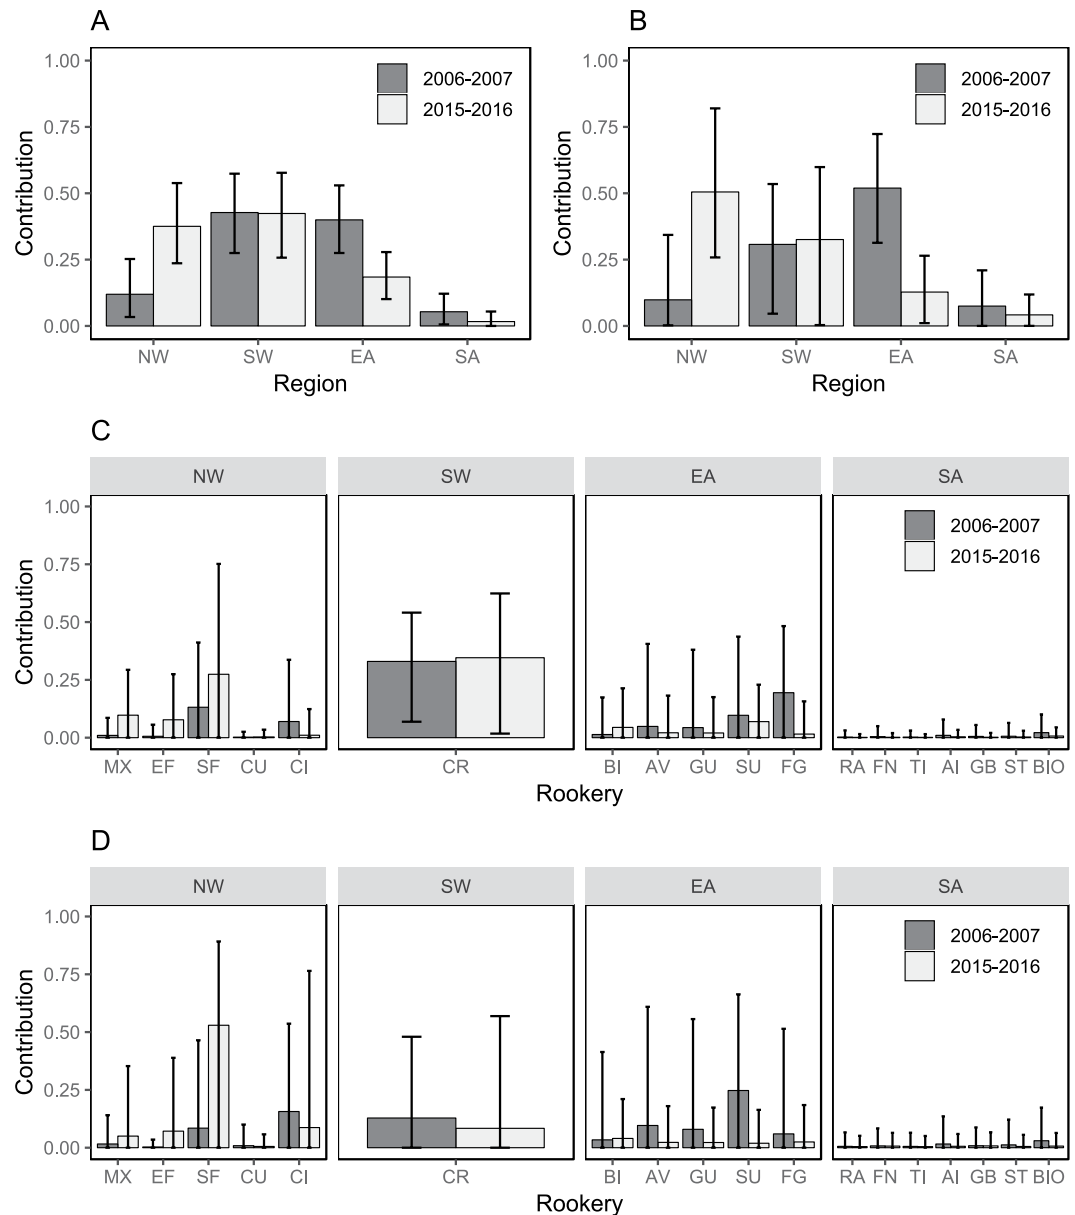 A
B
1.00
0.75
0.50
0.25
0.00
Contribution
2006-2007
2015-2016
NW SW EA SA
Region
1.00
0.75
0.50
0.25
0.00
Contribution
2006-2007
2015-2016
NW SW EA SA
Region
C
NW SW EA SA
1.00
0.75
0.50
0.25
0.00
Contribution
2006-2007
2015-2016
MX EF SF CU CI CR BI AV GU SU FG RA FN TI AI GB ST BIO
Rookery
D
NW SW EA SA
1.00
0.75
0.50
0.25
0.00
Contribution
2006-2007
2015-2016
MX EF SF CU CI CR BI AV GU SU FG RA FN TI AI GB ST BIO
Rookery